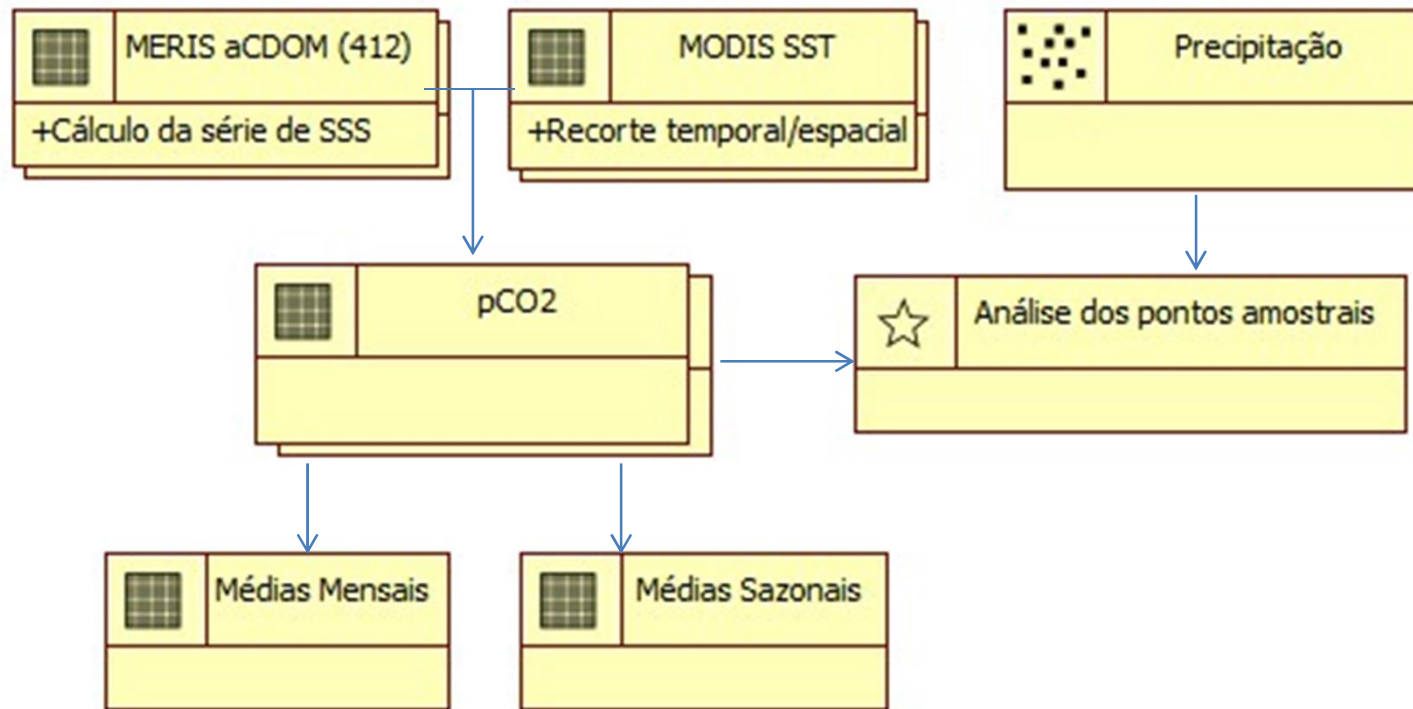 MERIS aCDOM (412)
+Cálculo da série de SSS
MODIS SST
+Recorte temporal/espacial
Precipitação
pCO2
Análise dos pontos amostrais
Médias Mensais
Médias Sazonais